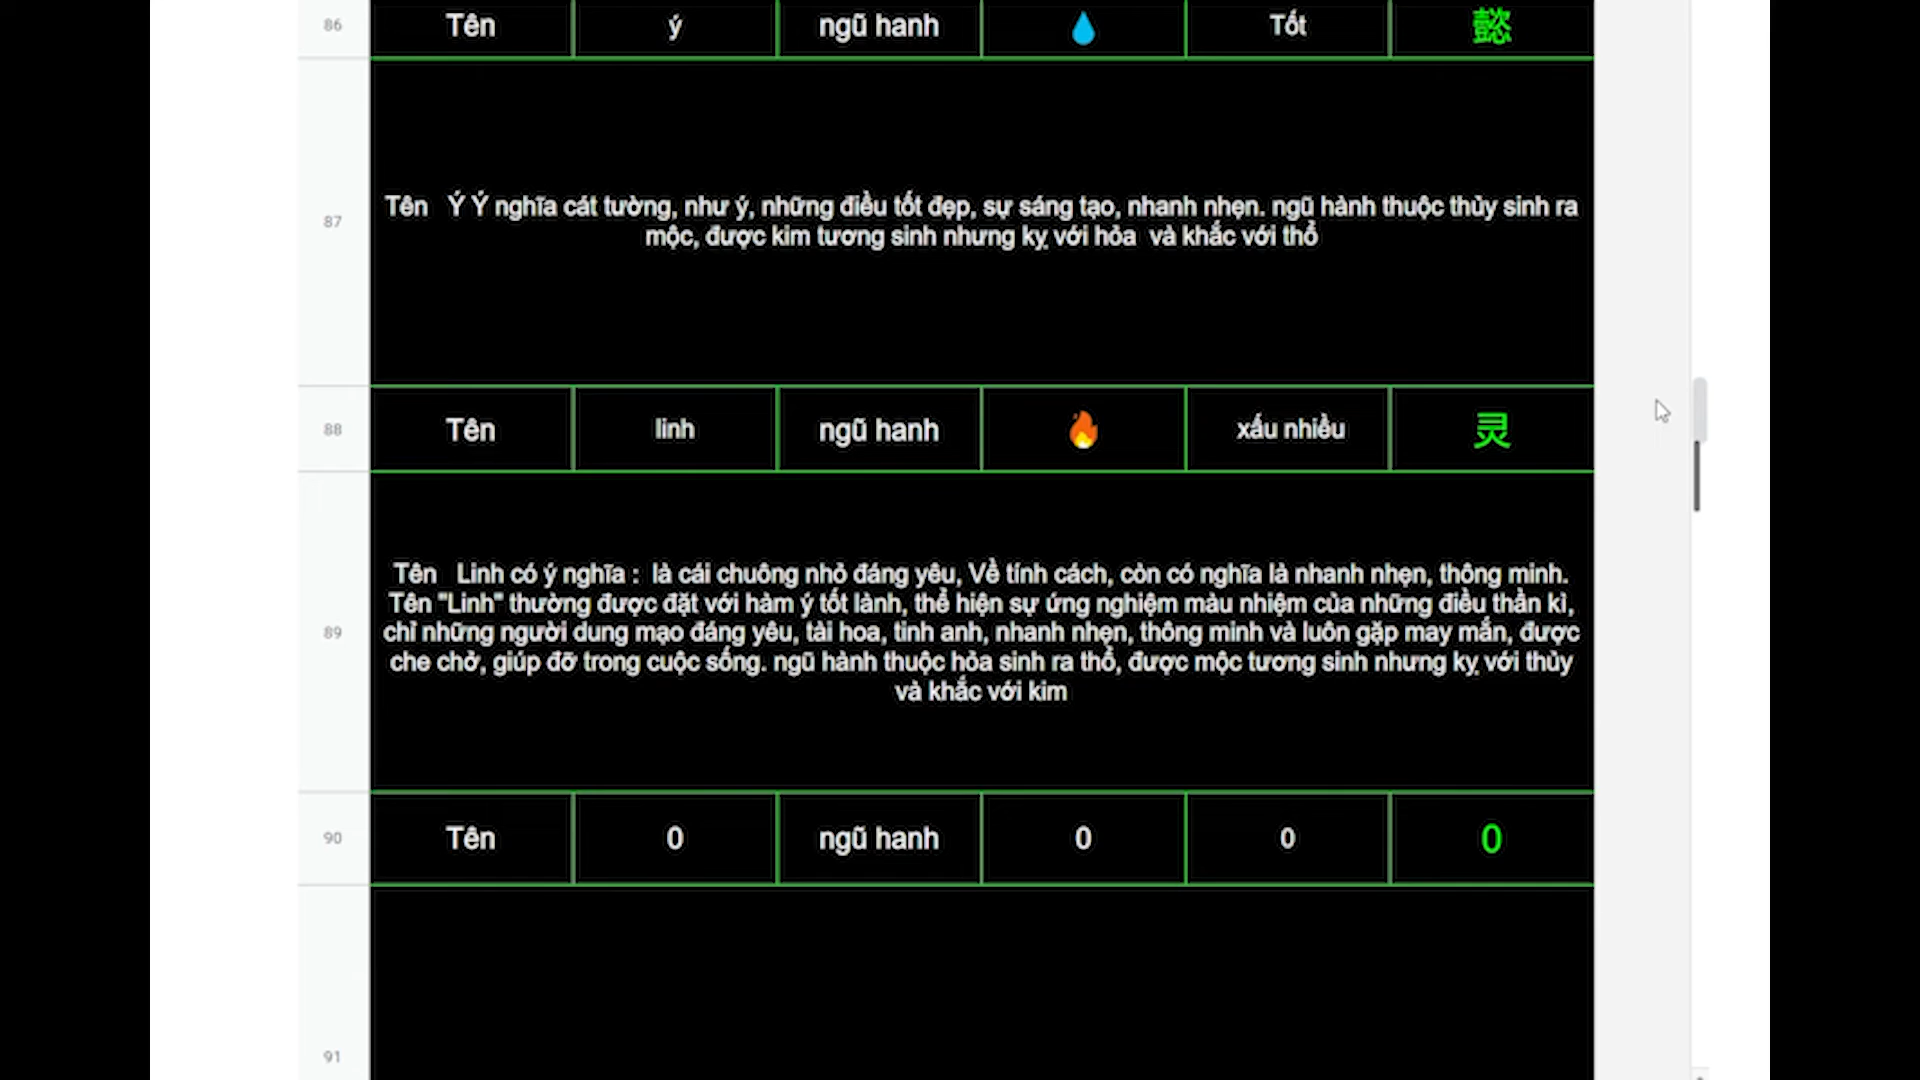 86 Tên ý ngũ hanh Tốt 懿
87
Tên Ý Ý nghĩa cát tường, như ý, những điều tốt đẹp, sự sáng tạo, nhanh nhẹn. ngũ hành thuộc thủy sinh ra
mộc, được kim tương sinh nhưng kỵ với hỏa và khắc với thổ
88 Tên linh ngũ hanh xấu nhiều 灵
89
Tên Linh có ý nghĩa : là cái chuông nhỏ đáng yêu, Về tính cách, còn có nghĩa là nhanh nhẹn, thông minh.
Tên "Linh" thường được đặt với hàm ý tốt lành, thể hiện sự ứng nghiệm màu nhiệm của những điều thần kì,
chỉ những người dung mạo đáng yêu, tài hoa, tinh anh, nhanh nhẹn, thông minh và luôn gặp may mắn, được
che chở, giúp đỡ trong cuộc sống. ngũ hành thuộc hỏa sinh ra thổ, được mộc tương sinh nhưng kỵ với thủy
và khắc với kim
90 Tên 0 ngũ hanh 0 0 0
91